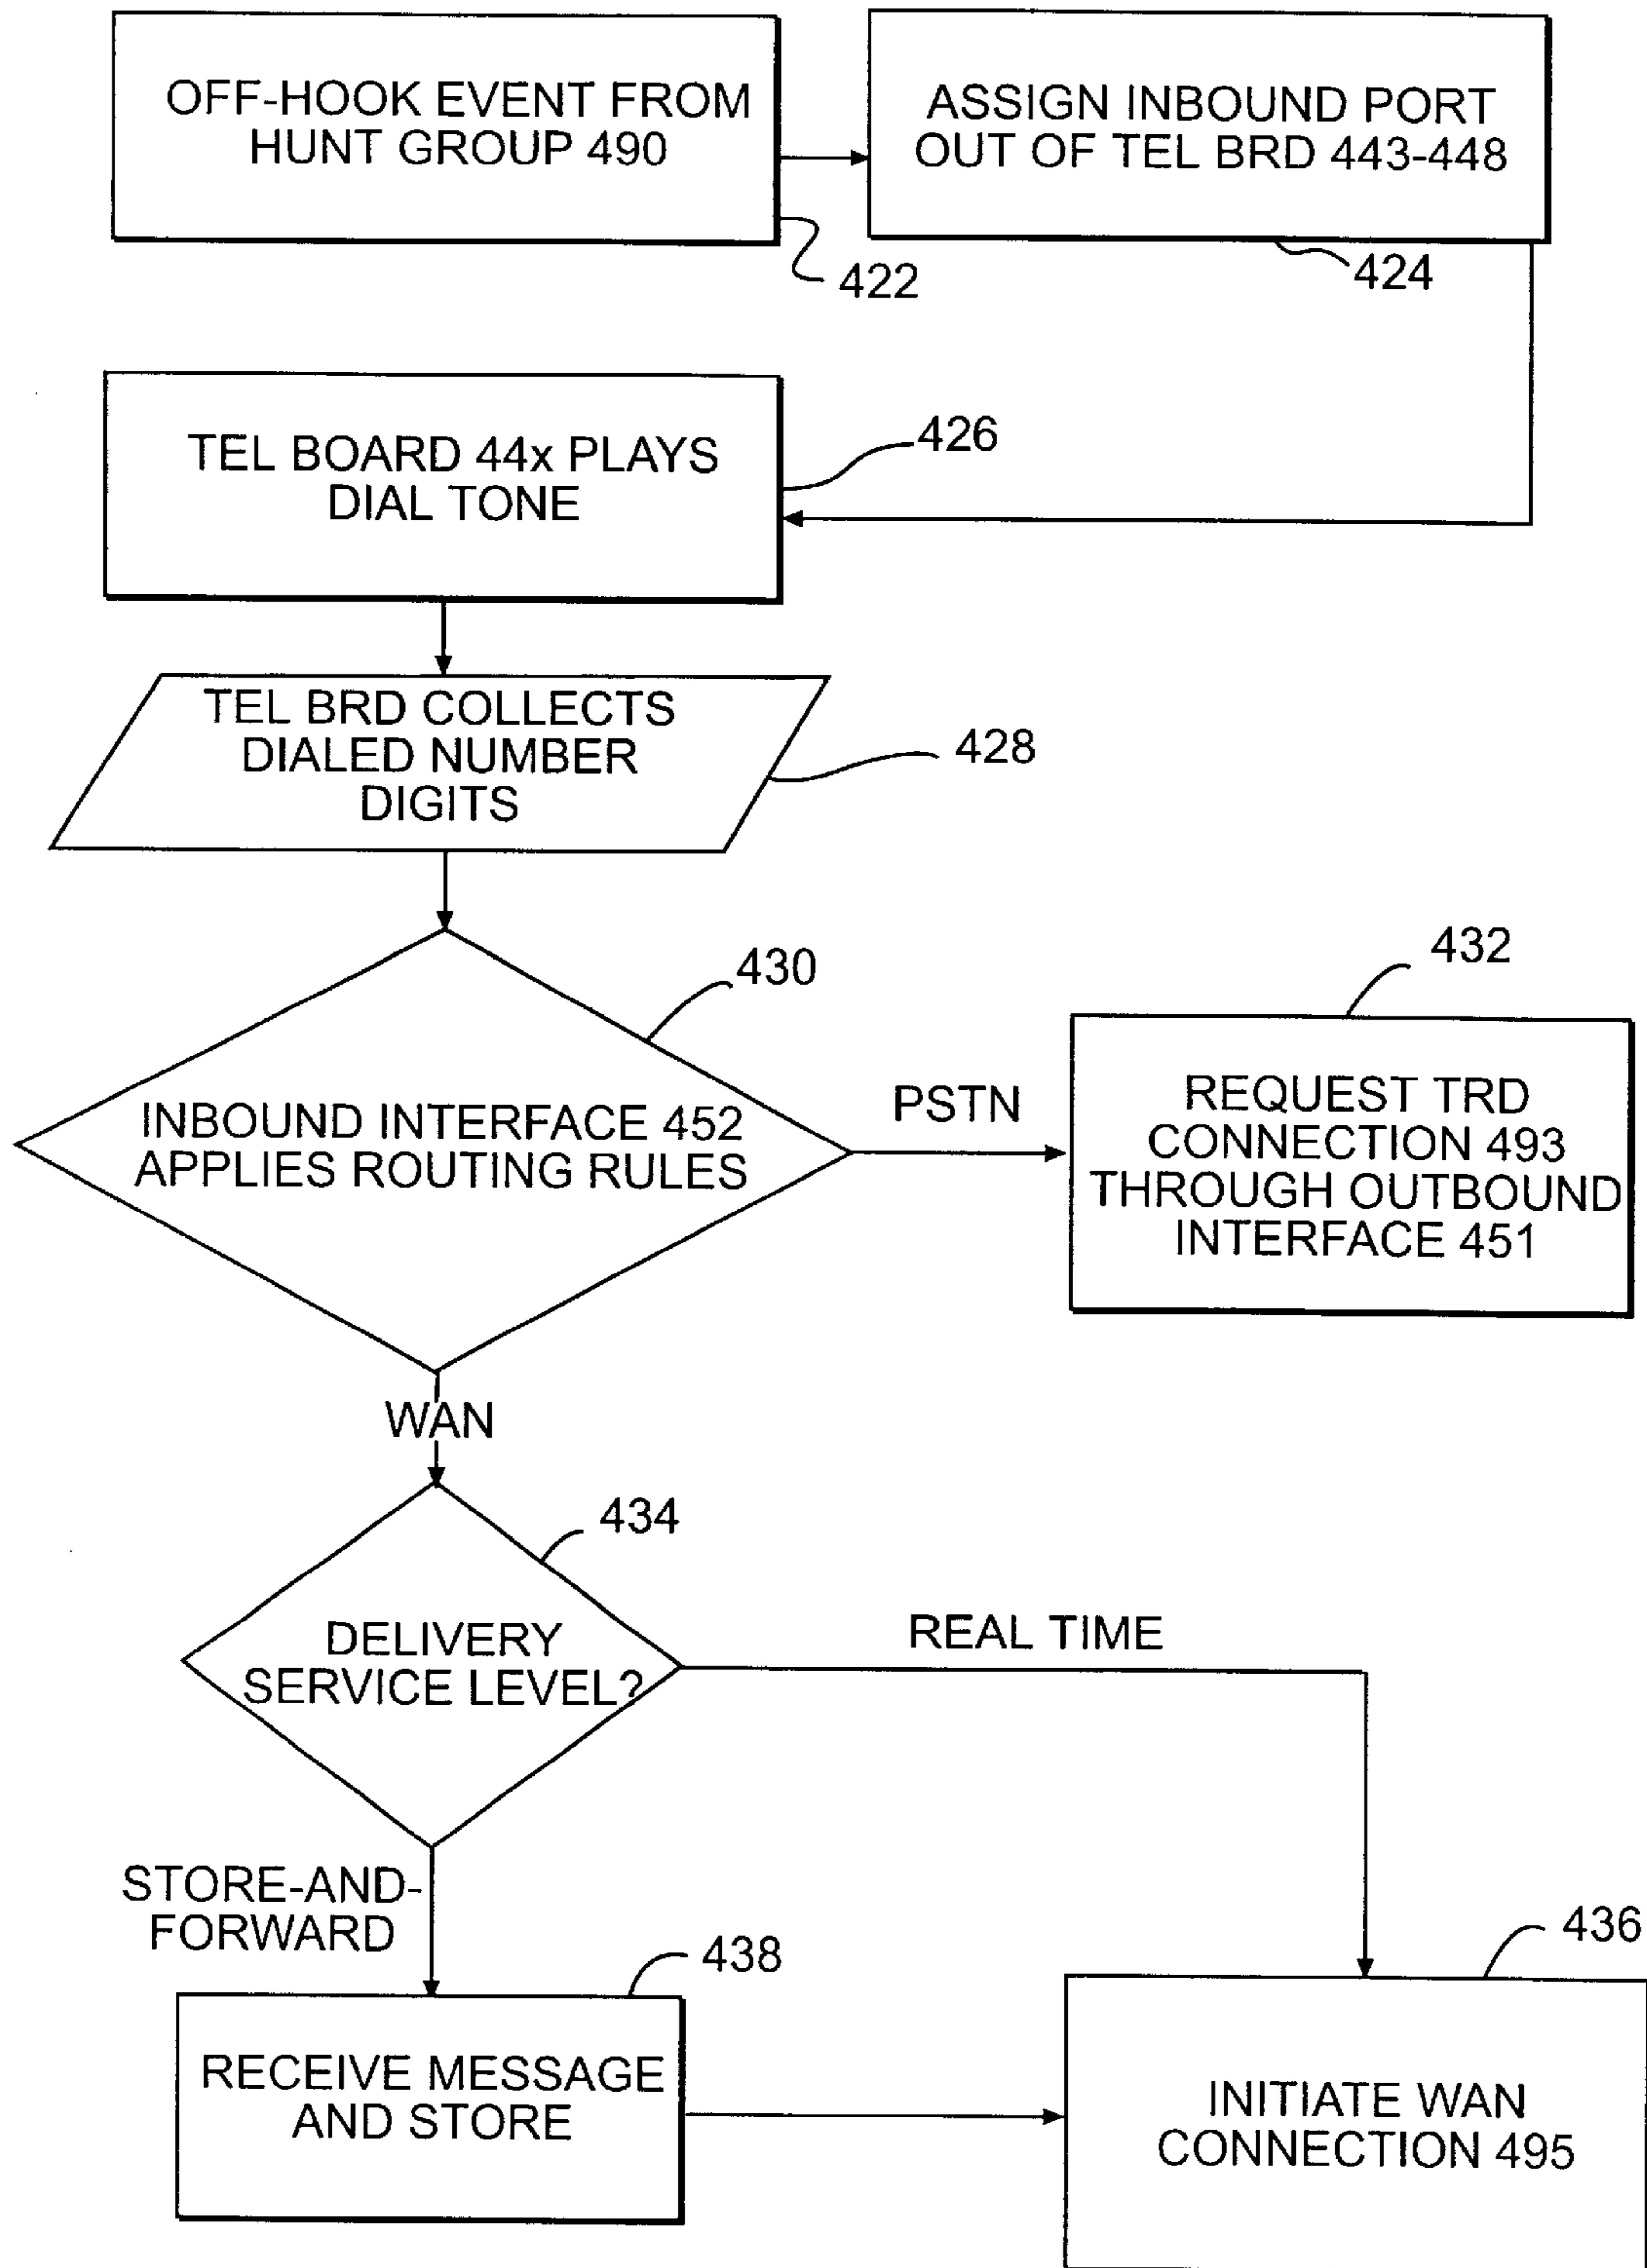 OFF-HOOK EVENT FROM
HUNT GROUP 490
ASSIGN INBOUND PORT
OUT OF TEL BRD 443-448
422
424
TEL BOARD 44x PLAYS
DIAL TONE
426
TEL BRD COLLECTS
DIALED NUMBER
DIGITS
428
430
432
INBOUND INTERFACE 452
APPLIES ROUTING RULES
PSTN
REQUEST TRD
CONNECTION 493
THROUGH OUTBOUND
INTERFACE 451
WAN
434
DELIVERY
SERVICE LEVEL?
REAL TIME
STORE-AND-
FORWARD
438
436
RECEIVE MESSAGE
AND STORE
INITIATE WAN
CONNECTION 495